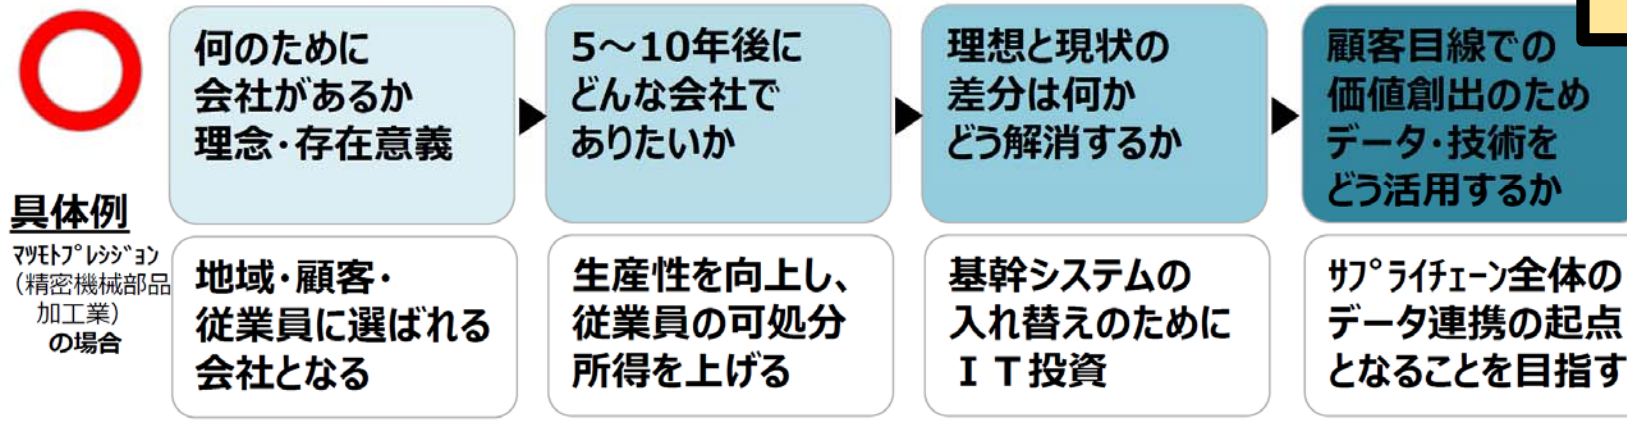 何のために
会社があるか
理念・存在意義
5～10年後に
どんな会社で
ありたいか
理想と現状の
差分は何か
どう解消するか
顧客目線での
価値創出のため
データ・技術を
どう活用するか
具体例
ﾏﾂﾓﾄﾌﾟﾚｼｼﾞｮﾝ
（精密機械部品
加工業）
の場合
地域・顧客・
従業員に選ばれる
会社となる
生産性を向上し、
従業員の可処分
所得を上げる
基幹システムの
入れ替えのために
ＩＴ投資
ｻﾌﾟﾗｲﾁｪｰﾝ全体の
データ連携の起点
となることを目指す